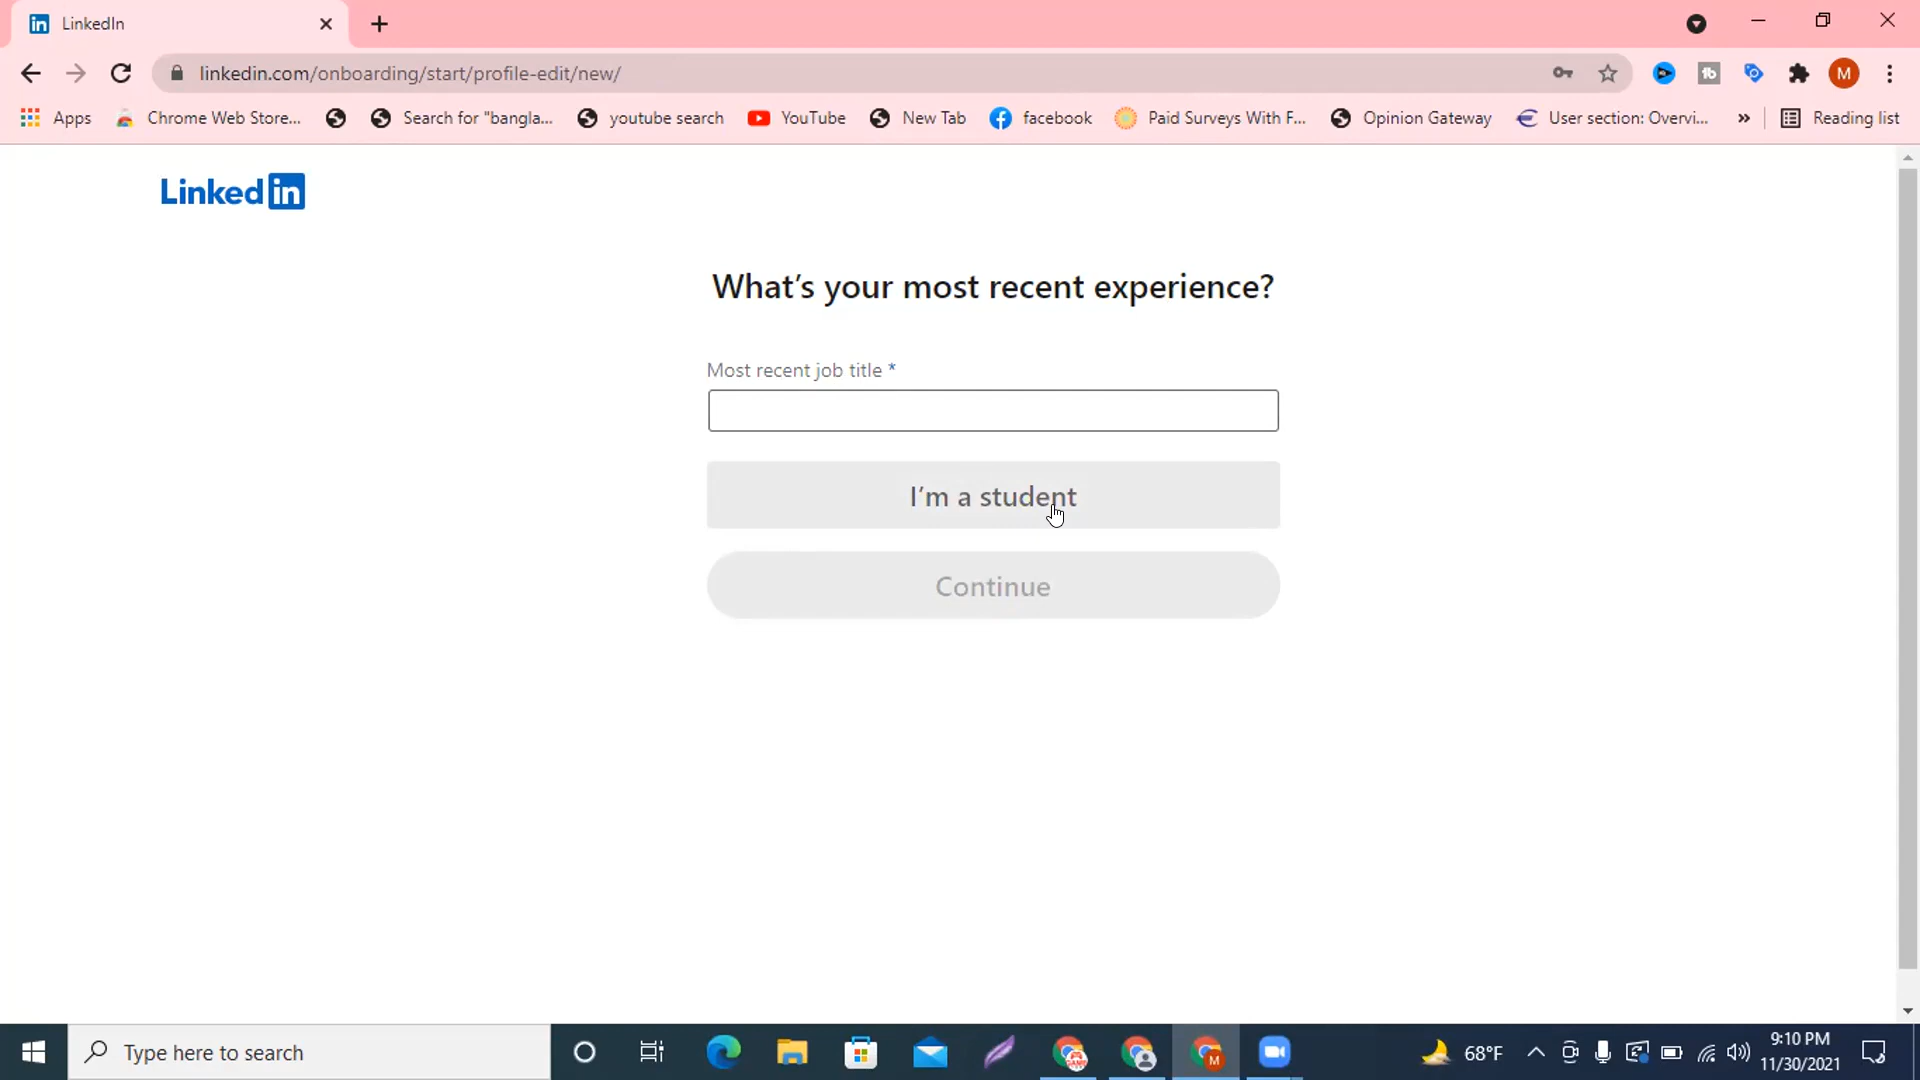 LinkedIn
linkedin.com/onboarding/start/profile-edit/new/
M
Apps Chrome Web Store... Search for "bangla... youtube search YouTube New Tab facebook Paid Surveys With F... Opinion Gateway User section: Overvi... » Reading list
Linkedin
What's your most recent experience?
Most recent job title *
I'm a student
Continue
Type here to search
68°F
9:10 PM
11/30/2021